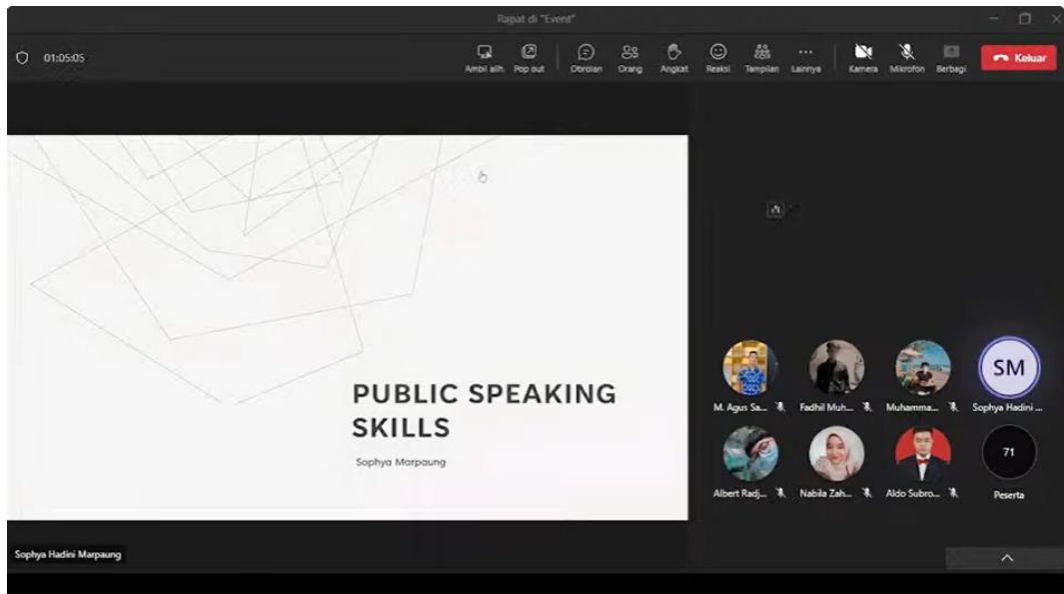 Rapat di "Event"
01:05:05
Ambil alih Pop out Obrolan Orang Angkat Reaksi Tampilan Lainnya Kamera Mikrofon Berbagi Keluar
PUBLIC SPEAKING
SKILLS
Sophya Marpaung
SM
M. Agus Sa... Fadhil Muh... Muhamma... Sophya Hadini ...
71
Albert Radj... Nabila Zah... Aldo Subro... Peserta
Sophya Hadini Marpaung